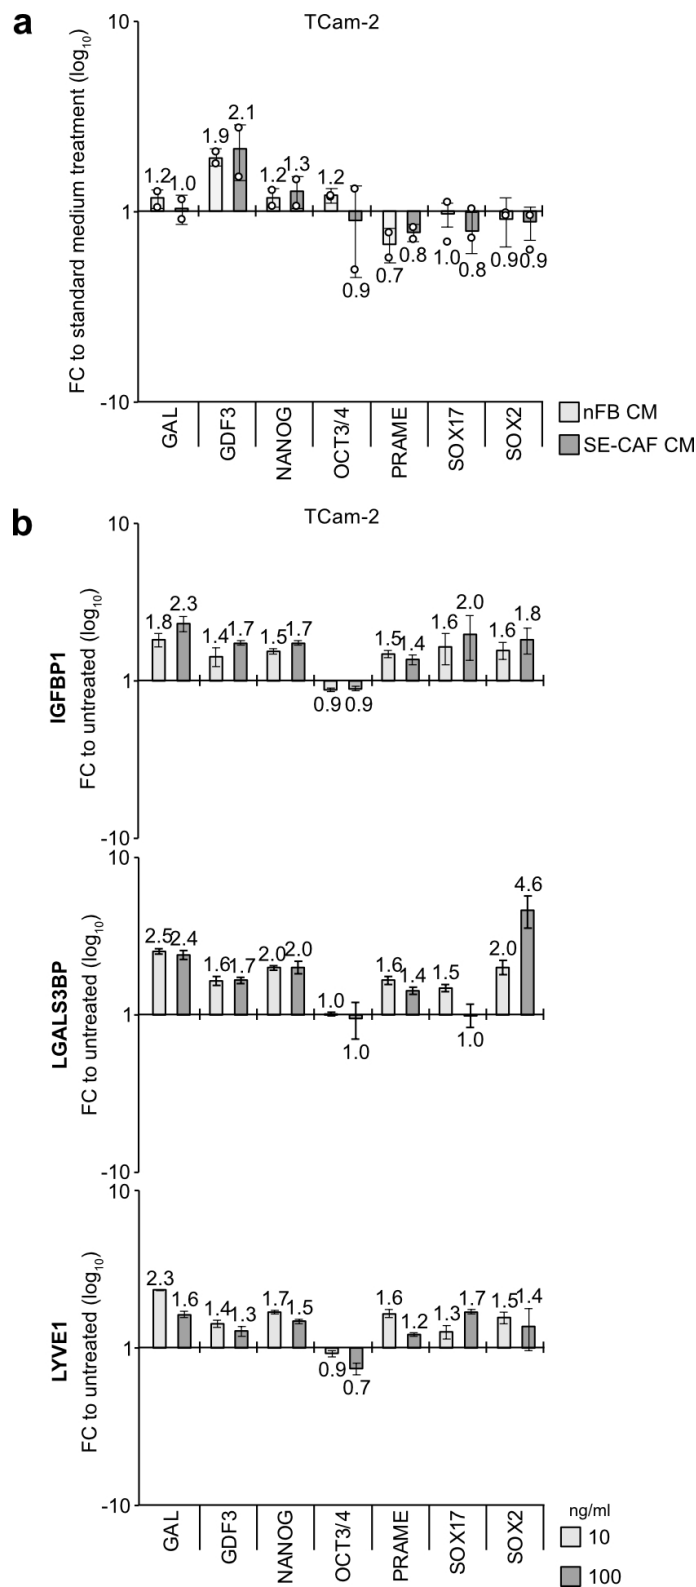 a
TCam-2
FC to standard medium treatment (log10)
10
1
-10
1.2 1.0 1.9 2.1 1.2 1.3 1.2 0.9 0.7 0.8 1.0 0.8 0.9 0.9
GAL GDF3 NANOG OCT3/4 PRAME SOX17 SOX2
nFB CM
SE-CAF CM
b
TCam-2
IGFBP1
FC to untreated (log10)
10
1
-10
1.8 2.3 1.4 1.7 1.5 1.7 0.9 0.9 1.5 1.4 1.6 2.0 1.6 1.8
LGALS3BP
FC to untreated (log10)
10
1
-10
2.5 2.4 1.6 1.7 2.0 2.0 1.0 1.0 1.6 1.4 1.5 1.0 2.0 4.6
LYVE1
FC to untreated (log10)
10
1
-10
2.3 1.6 1.4 1.3 1.7 1.5 0.9 0.7 1.6 1.2 1.3 1.7 1.5 1.4
GAL GDF3 NANOG OCT3/4 PRAME SOX17 SOX2
ng/ml
10
100